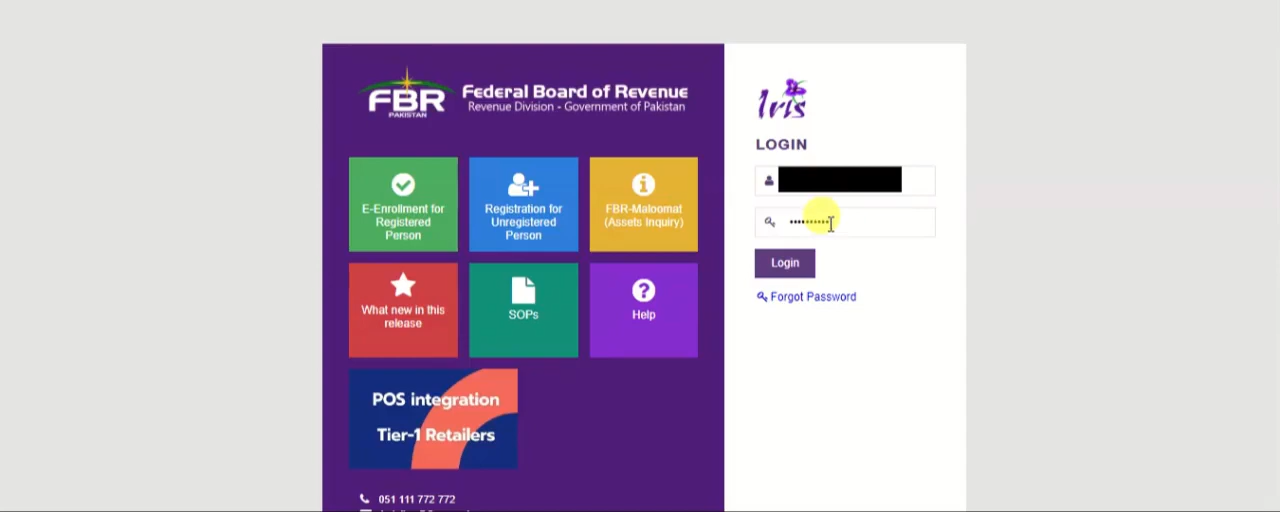 FBR
PAKISTAN
Federal Board of Revenue
Revenue Division - Government of Pakistan
E-Enrollment for
Registered
Person
Registration for
Unregistered
Person
FBR-Maloomat
(Assets Inquiry)
What new in this
release
SOPs
Help
POS integration
Tier-1 Retailers
051 111 772 772
Iris
LOGIN
Login
Forgot Password